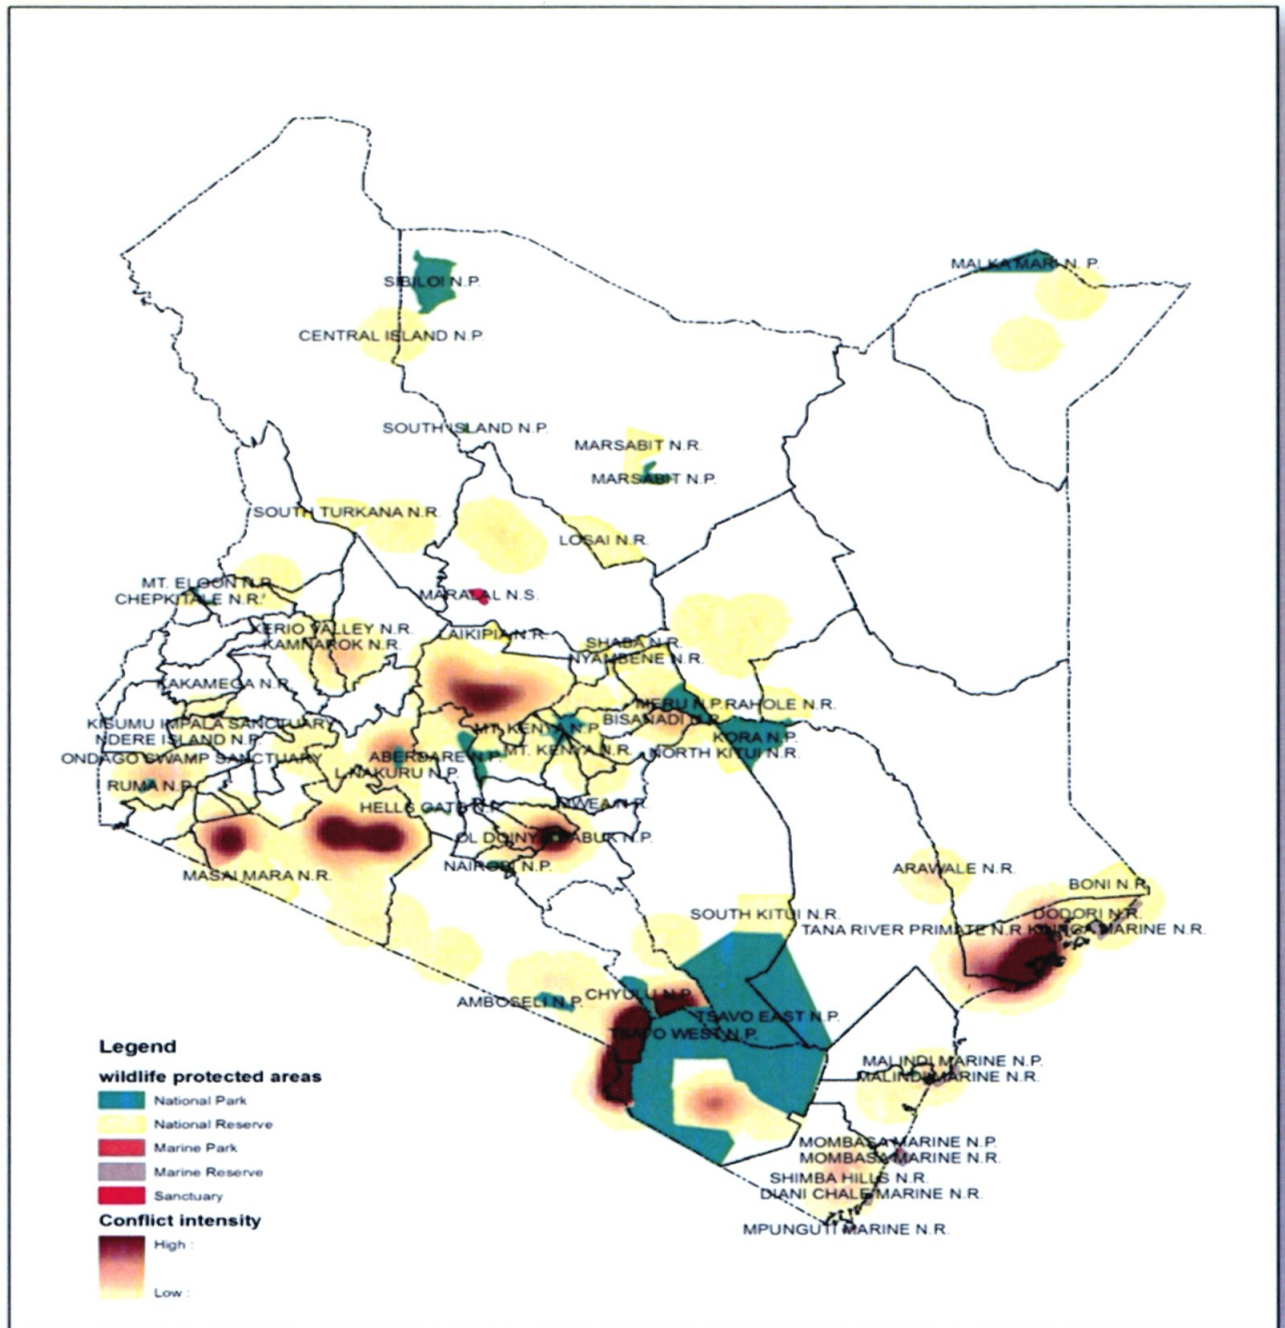 MALKA MARI N. P.
SIBILOI N.P.
CENTRAL ISLAND N.P.
SOUTH ISLAND N.P.
MARSABIT N.R.
MARSABIT N.P.
SOUTH TURKANA N.R.
LOSAI N.R.
MT. ELGON N.R.
CHEPKITALE N.R.'
MARALAL N.S.
KERIO VALLEY N.R.
KAMNAROK N.R.
LAIKIPIA N.R.
SHABA N.R.
NYAMBENE N.R.
KAKAMEGA N.R.
MERU N.P.
RAHOLE N.R.
KISUMU IMPALA SANCTUARY
BISANADI N.R.
MT. KENYA N.P.
NDERE ISLAND N.P.
KORA N.P.
MT. KENYA N.R.
NORTH KITUI N.R.
ONDAGO SWAMP SANCTUARY
ABERDARE N.P.
L.NAKURU N.P.
RUMA N.P.
HELLS GATE N.P.
MWEA N.R.
OL DOINYO SABUK N.P.
NAIROBI N.P.
MASAI MARA N.R.
ARAWALE N.R.
BONI N.R.
SOUTH KITUI N.R.
DODORI N.R.
TANA RIVER PRIMATE N.R.
KIUNGA MARINE N.R.
AMBOSELI N.P.
CHYULU N.P.
TSAVO EAST N.P.
TSAVO WEST N.P.
MALINDI MARINE N.P.
MALINDI MARINE N.R.
MOMBASA MARINE N.P.
MOMBASA MARINE N.R.
SHIMBA HILLS N.R.
DIANI CHALE MARINE N.R.
MPUNGUTI MARINE N.R.
Legend
wildlife protected areas
National Park
National Reserve
Marine Park
Marine Reserve
Sanctuary
Conflict intensity
High :
Low :